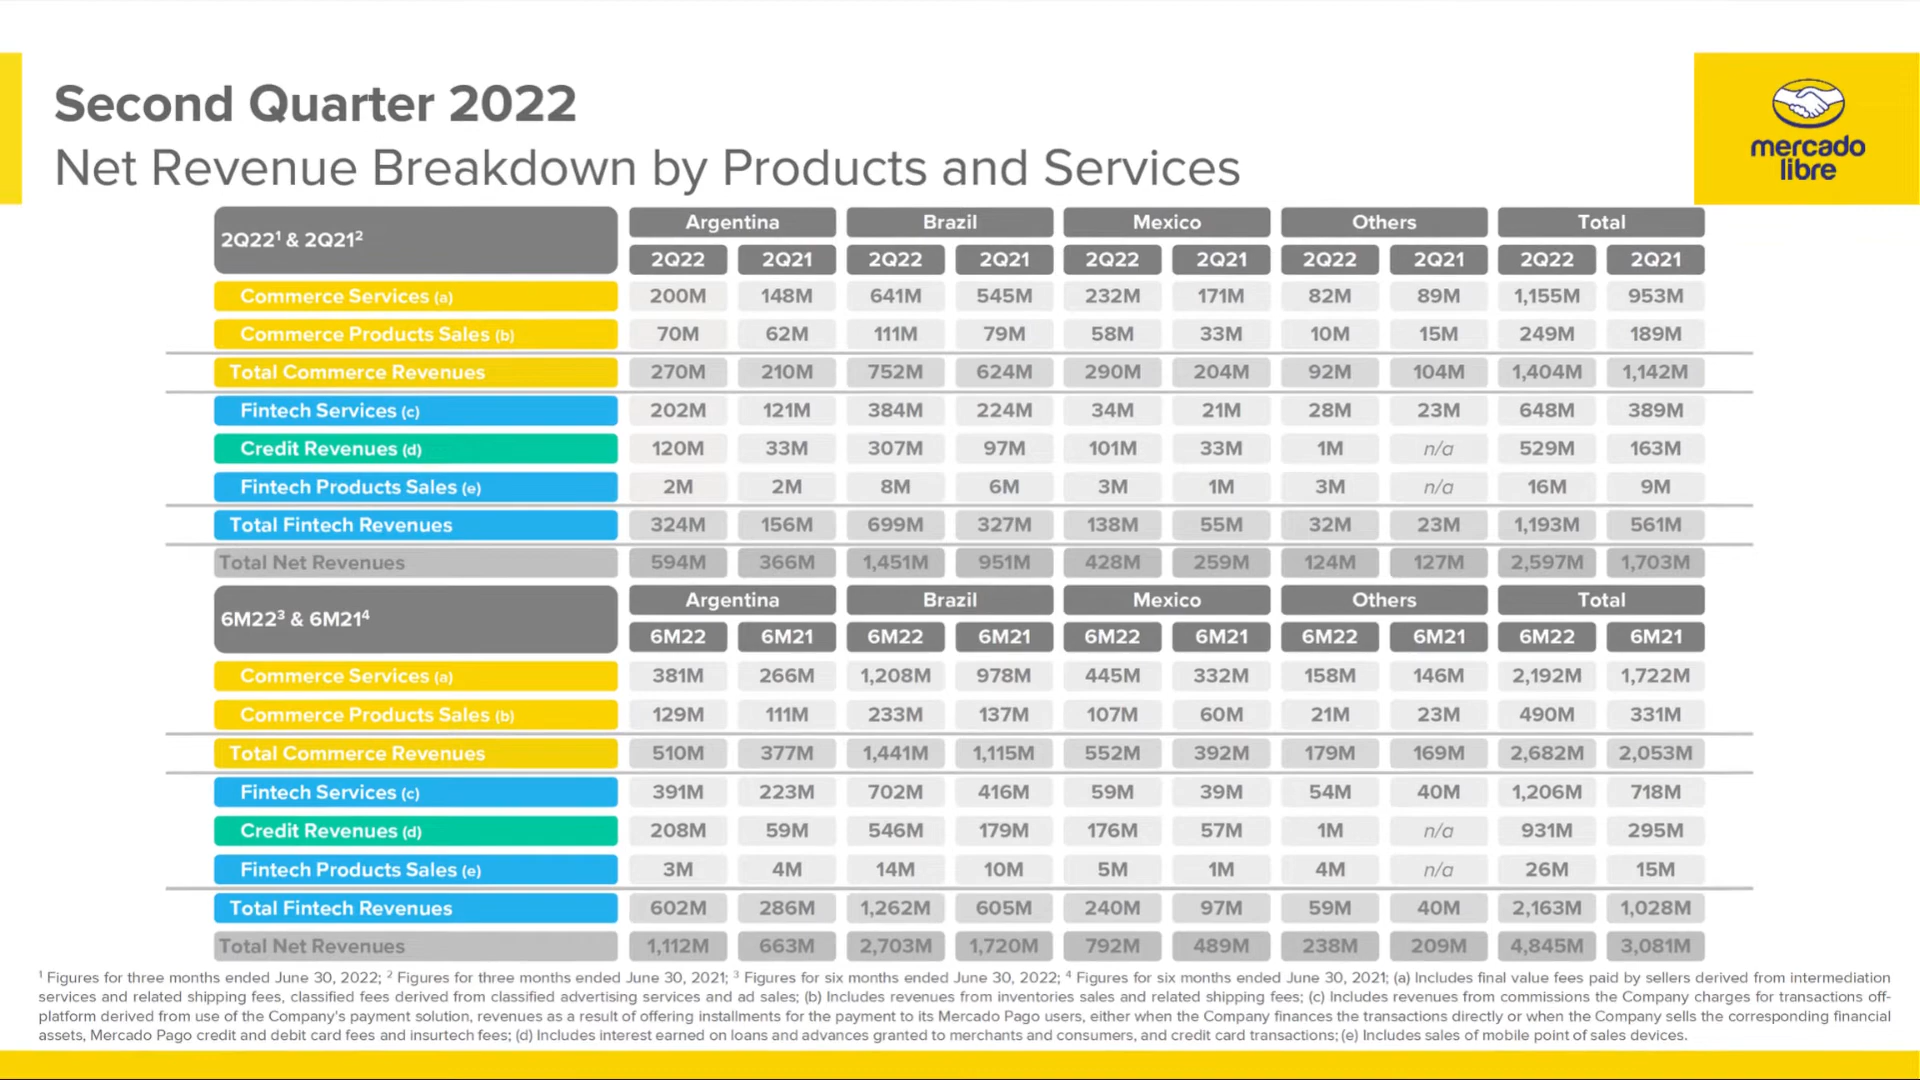 Second Quarter 2022
Net Revenue Breakdown by Products and Services
mercado
libre
2Q22¹ & 2Q21² Argentina Brazil Mexico Others Total
2Q22 2Q21 2Q22 2Q21 2Q22 2Q21 2Q22 2Q21 2Q22 2Q21
Commerce Services (a) 200M 148M 641M 545M 232M 171M 82M 89M 1,155M 953M
Commerce Products Sales (b) 70M 62M 111M 79M 58M 33M 10M 15M 249M 189M
Total Commerce Revenues 270M 210M 752M 624M 290M 204M 92M 104M 1,404M 1,142M
Fintech Services (c) 202M 121M 384M 224M 34M 21M 28M 23M 648M 389M
Credit Revenues (d) 120M 33M 307M 97M 101M 33M 1M n/a 529M 163M
Fintech Products Sales (e) 2M 2M 8M 6M 3M 1M 3M n/a 16M 9M
Total Fintech Revenues 324M 156M 699M 327M 138M 55M 32M 23M 1,193M 561M
Total Net Revenues 594M 366M 1,451M 951M 428M 259M 124M 127M 2,597M 1,703M
6M22³ & 6M21⁴ Argentina Brazil Mexico Others Total
6M22 6M21 6M22 6M21 6M22 6M21 6M22 6M21 6M22 6M21
Commerce Services (a) 381M 266M 1,208M 978M 445M 332M 158M 146M 2,192M 1,722M
Commerce Products Sales (b) 129M 111M 233M 137M 107M 60M 21M 23M 490M 331M
Total Commerce Revenues 510M 377M 1,441M 1,115M 552M 392M 179M 169M 2,682M 2,053M
Fintech Services (c) 391M 223M 702M 416M 59M 39M 54M 40M 1,206M 718M
Credit Revenues (d) 208M 59M 546M 179M 176M 57M 1M n/a 931M 295M
Fintech Products Sales (e) 3M 4M 14M 10M 5M 1M 4M n/a 26M 15M
Total Fintech Revenues 602M 286M 1,262M 605M 240M 97M 59M 40M 2,163M 1,028M
Total Net Revenues 1,112M 663M 2,703M 1,720M 792M 489M 238M 209M 4,845M 3,081M
¹ Figures for three months ended June 30, 2022; ² Figures for three months ended June 30, 2021; ³ Figures for six months ended June 30, 2022; ⁴ Figures for six months ended June 30, 2021; (a) Includes final value fees paid by sellers derived from intermediation
services and related shipping fees, classified fees derived from classified advertising services and ad sales; (b) Includes revenues from inventories sales and related shipping fees; (c) Includes revenues from commissions the Company charges for transactions off-
platform derived from use of the Company's payment solution, revenues as a result of offering installments for the payment to its Mercado Pago users, either when the Company finances the transactions directly or when the Company sells the corresponding financial
assets, Mercado Pago credit and debit card fees and insurtech fees; (d) Includes interest earned on loans and advances granted to merchants and consumers, and credit card transactions; (e) Includes sales of mobile point of sales devices.